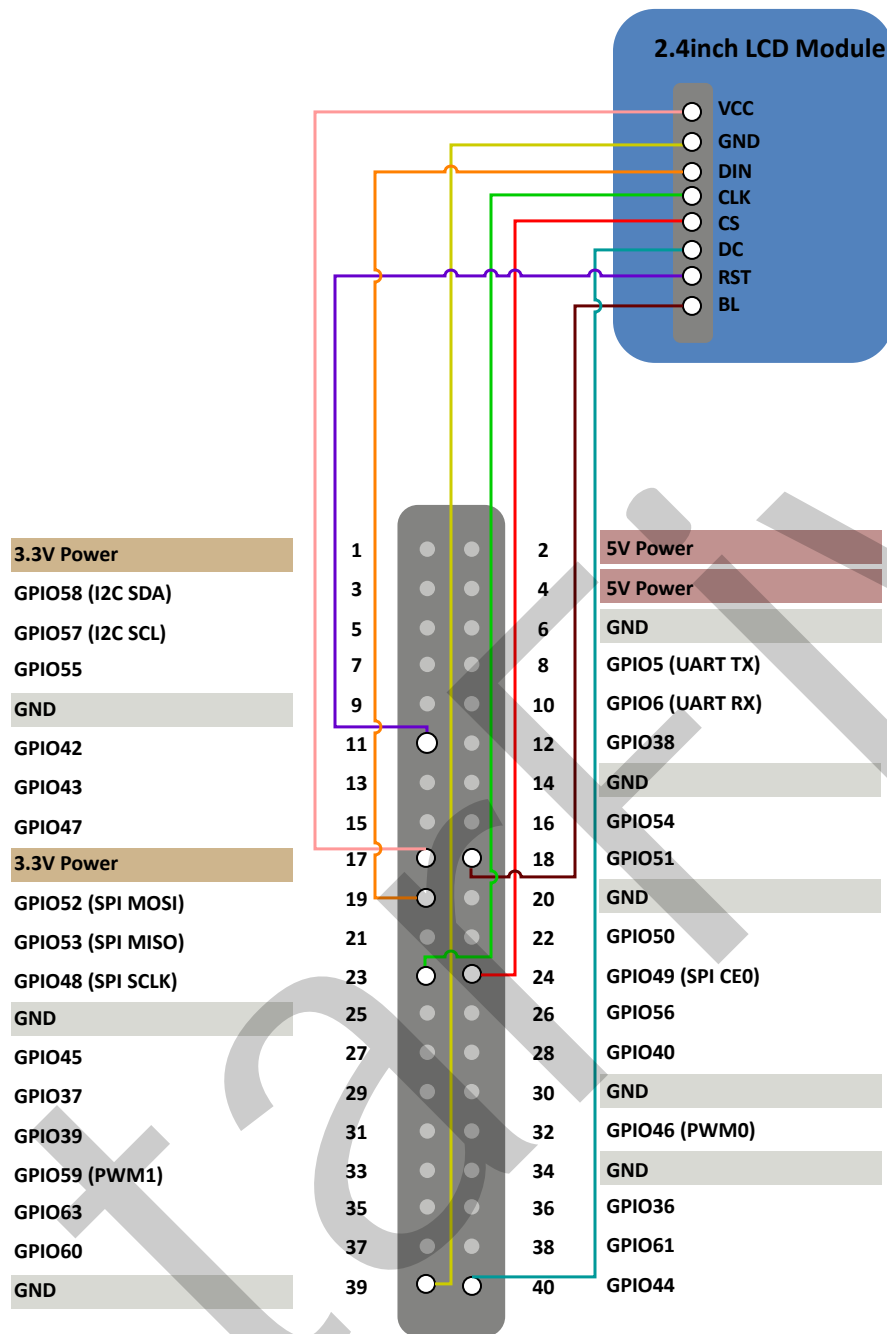 2.4inch LCD Module
VCC
GND
DIN
CLK
CS
DC
RST
BL
3.3V Power 1 2 5V Power
GPIO58 (I2C SDA) 3 4 5V Power
GPIO57 (I2C SCL) 5 6 GND
GPIO55 7 8 GPIO5 (UART TX)
GND 9 10 GPIO6 (UART RX)
GPIO42 11 12 GPIO38
GPIO43 13 14 GND
GPIO47 15 16 GPIO54
3.3V Power 17 18 GPIO51
GPIO52 (SPI MOSI) 19 20 GND
GPIO53 (SPI MISO) 21 22 GPIO50
GPIO48 (SPI SCLK) 23 24 GPIO49 (SPI CE0)
GND 25 26 GPIO56
GPIO45 27 28 GPIO40
GPIO37 29 30 GND
GPIO39 31 32 GPIO46 (PWM0)
GPIO59 (PWM1) 33 34 GND
GPIO63 35 36 GPIO36
GPIO60 37 38 GPIO61
GND 39 40 GPIO44